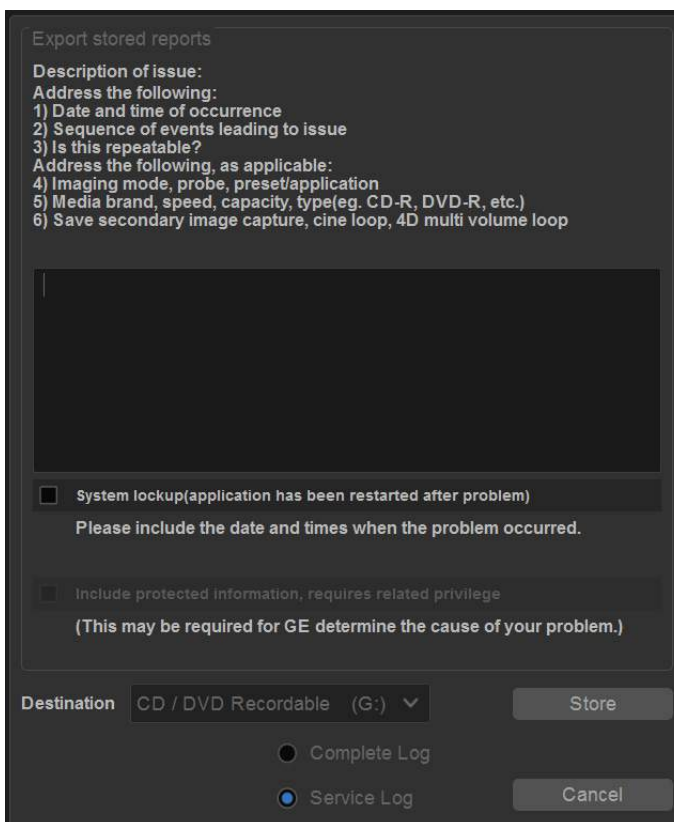 Export stored reports
Description of issue:
Address the following:
1) Date and time of occurrence
2) Sequence of events leading to issue
3) Is this repeatable?
Address the following, as applicable:
4) Imaging mode, probe, preset/application
5) Media brand, speed, capacity, type(eg. CD-R, DVD-R, etc.)
6) Save secondary image capture, cine loop, 4D multi volume loop
System lockup(application has been restarted after problem)
Please include the date and times when the problem occurred.
Include protected information, requires related privilege
(This may be required for GE determine the cause of your problem.)
Destination CD / DVD Recordable (G:) Store
Complete Log
Service Log Cancel